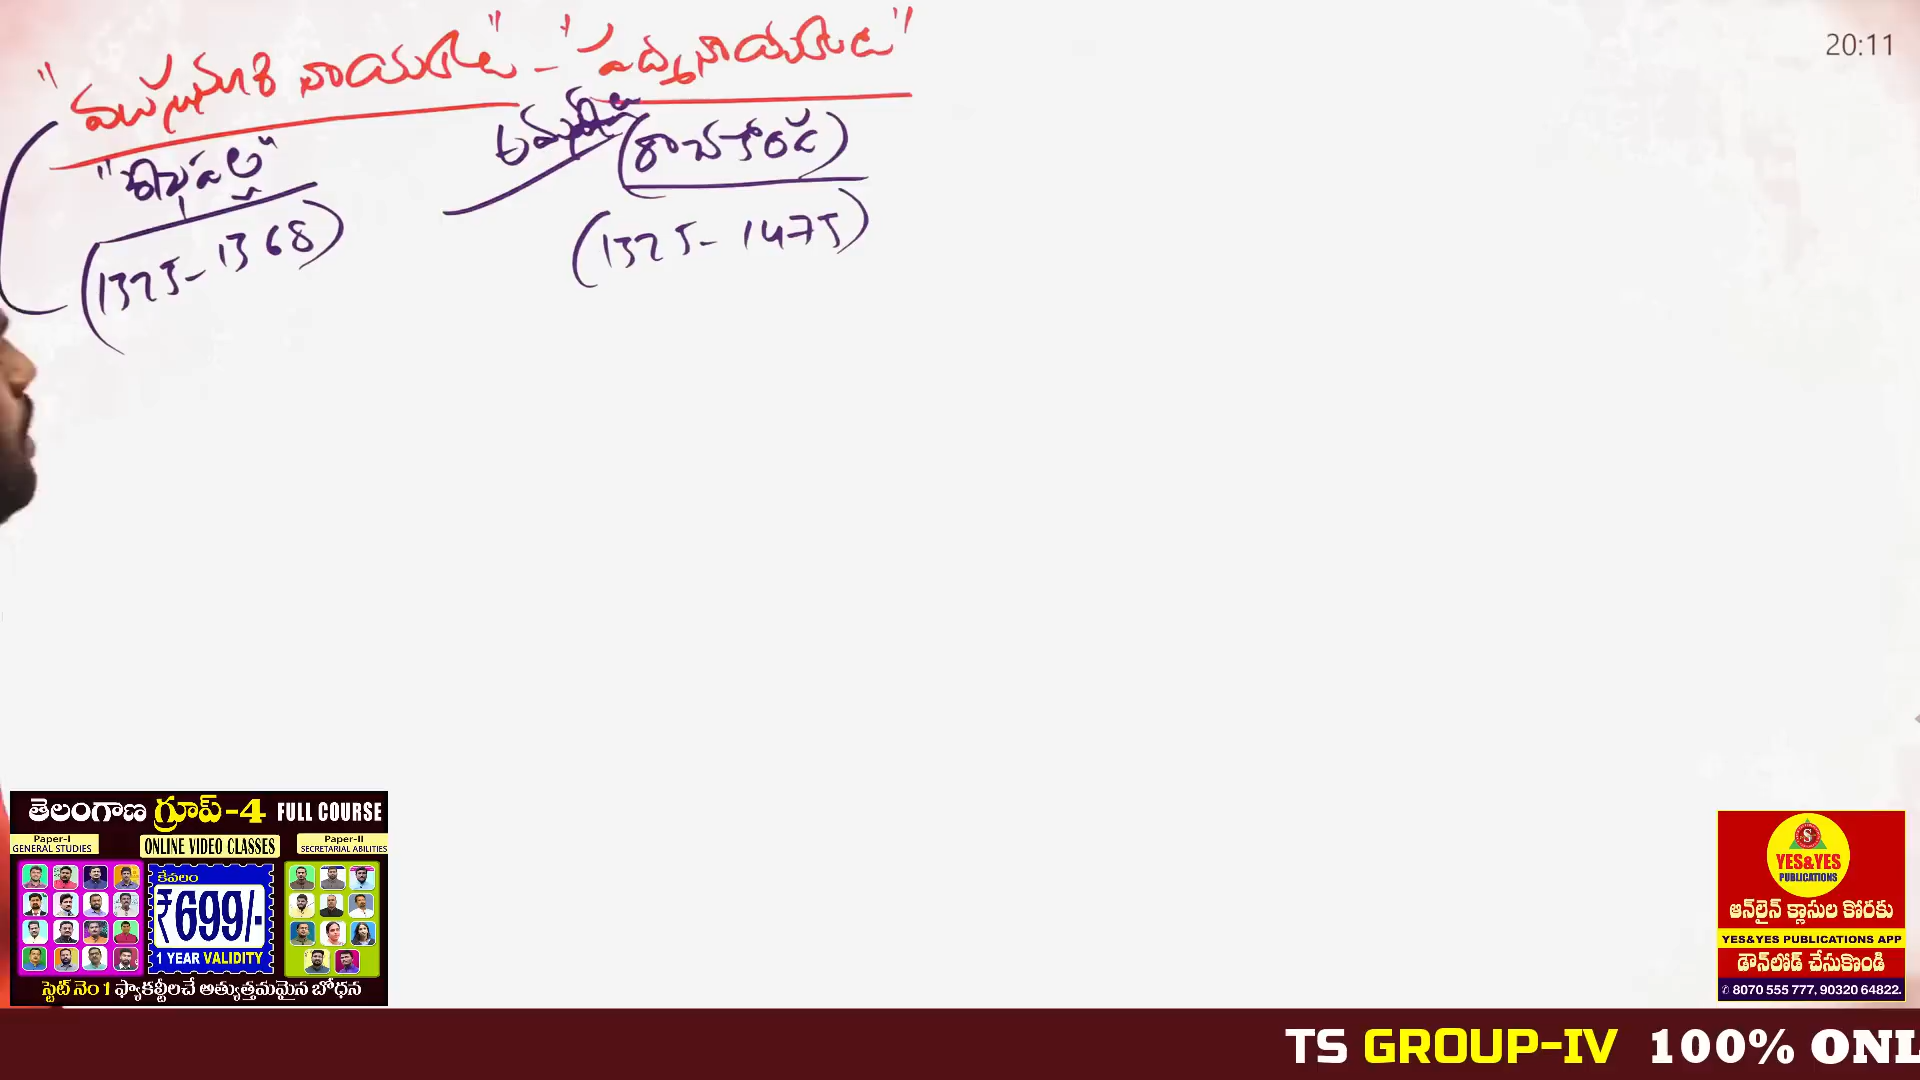 "ముసునూరి నాయకులు" - "పద్మనాయకులు"
"రేఖపల్లి"
(రాచకొండ)
(1325-1368)
(1325-1475)
20:11
తెలంగాణ గ్రూప్-4 FULL COURSE
Paper-I GENERAL STUDIES
ONLINE VIDEO CLASSES
Paper-II SECRETARIAL ABILITIES
కేవలం
₹699/-
1 YEAR VALIDITY
స్టేట్ నెం 1 ఫ్యాకల్టీలచే అత్యుత్తమమైన బోధన
S
YES&YES
PUBLICATIONS
ఆన్‌లైన్ క్లాసుల కోరకు
YES&YES PUBLICATIONS APP
డౌన్‌లోడ్ చేసుకొండి
✆ 8070 555 777, 90320 64822.
TS GROUP-IV 100% ONL